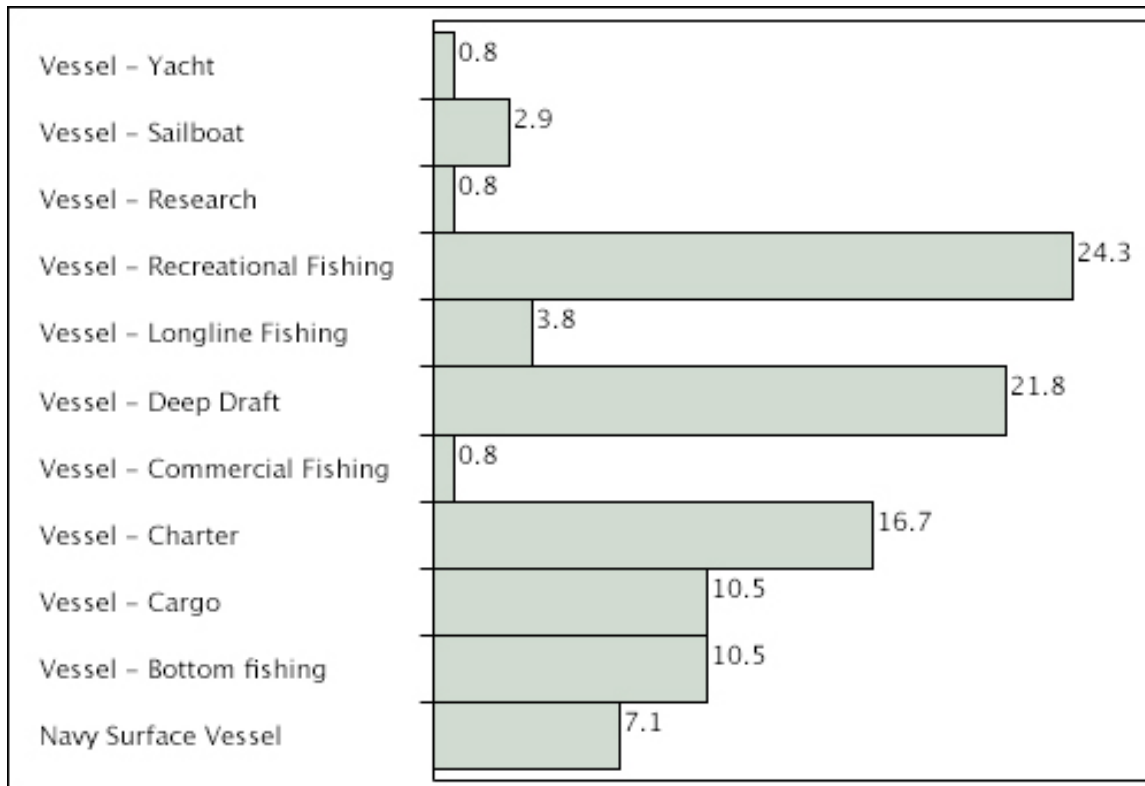 Vessel – Yacht
0.8
Vessel – Sailboat
2.9
Vessel – Research
0.8
Vessel – Recreational Fishing
24.3
Vessel – Longline Fishing
3.8
Vessel – Deep Draft
21.8
Vessel – Commercial Fishing
0.8
Vessel – Charter
16.7
Vessel – Cargo
10.5
Vessel – Bottom fishing
10.5
Navy Surface Vessel
7.1